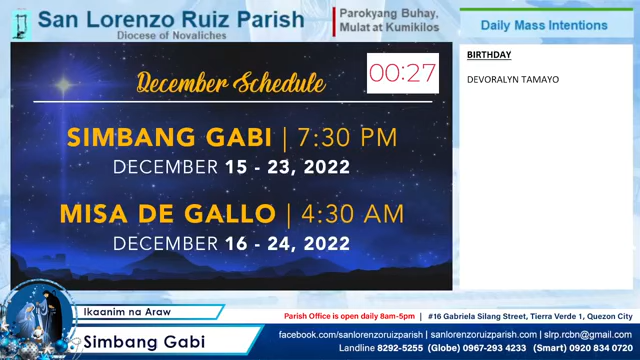 San Lorenzo Ruiz Parish
Diocese of Novaliches
Parokyang Buhay,
Mulat at Kumikilos
Daily Mass Intentions
December Schedule
00:27
SIMBANG GABI | 7:30 PM
DECEMBER 15 - 23, 2022
MISA DE GALLO | 4:30 AM
DECEMBER 16 - 24, 2022
BIRTHDAY
DEVORALYN TAMAYO
Ikaanim na Araw
Simbang Gabi
Parish Office is open daily 8am-5pm | #16 Gabriela Silang Street, Tierra Verde 1, Quezon City
facebook.com/sanlorenzoruizparish | sanlorenzoruizparish.com | slrp.rcbn@gmail.com
Landline 8292-5255 (Globe) 0967-293 4233 (Smart) 0920 834 0720